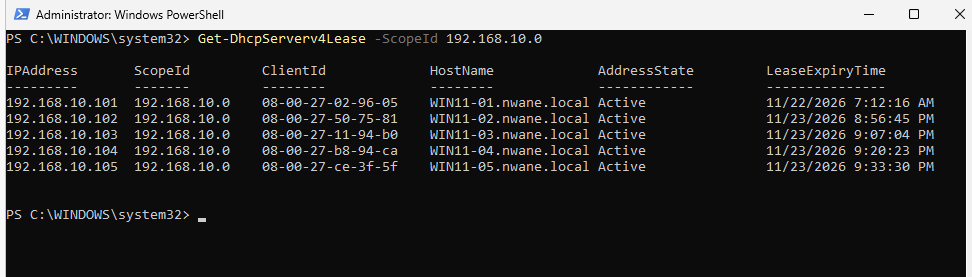 Administrator: Windows PowerShell
PS C:\WINDOWS\system32> Get-DhcpServerv4Lease -ScopeId 192.168.10.0
IPAddress ScopeId ClientId HostName AddressState LeaseExpiryTime
--------- ------- -------- -------- ------------ ---------------
192.168.10.101 192.168.10.0 08-00-27-02-96-05 WIN11-01.nwane.local Active 11/22/2026 7:12:16 AM
192.168.10.102 192.168.10.0 08-00-27-50-75-81 WIN11-02.nwane.local Active 11/23/2026 8:56:45 PM
192.168.10.103 192.168.10.0 08-00-27-11-94-b0 WIN11-03.nwane.local Active 11/23/2026 9:07:04 PM
192.168.10.104 192.168.10.0 08-00-27-b8-94-ca WIN11-04.nwane.local Active 11/23/2026 9:20:23 PM
192.168.10.105 192.168.10.0 08-00-27-ce-3f-5f WIN11-05.nwane.local Active 11/23/2026 9:33:30 PM
PS C:\WINDOWS\system32>